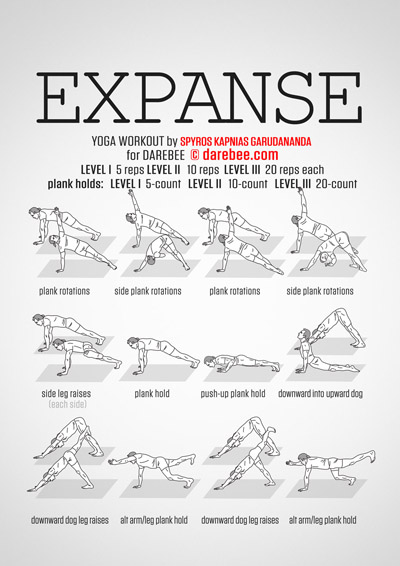 EXPANSE
YOGA WORKOUT by SPYROS KAPNIAS GARUDANANDA
for DAREBEE © darebee.com
LEVEL I 5 reps LEVEL II 10 reps LEVEL III 20 reps each
plank holds: LEVEL I 5-count LEVEL II 10-count LEVEL III 20-count
plank rotations side plank rotations plank rotations side plank rotations
side leg raises plank hold push-up plank hold downward into upward dog
(each side)
downward dog leg raises alt arm/leg plank hold downward dog leg raises alt arm/leg plank hold